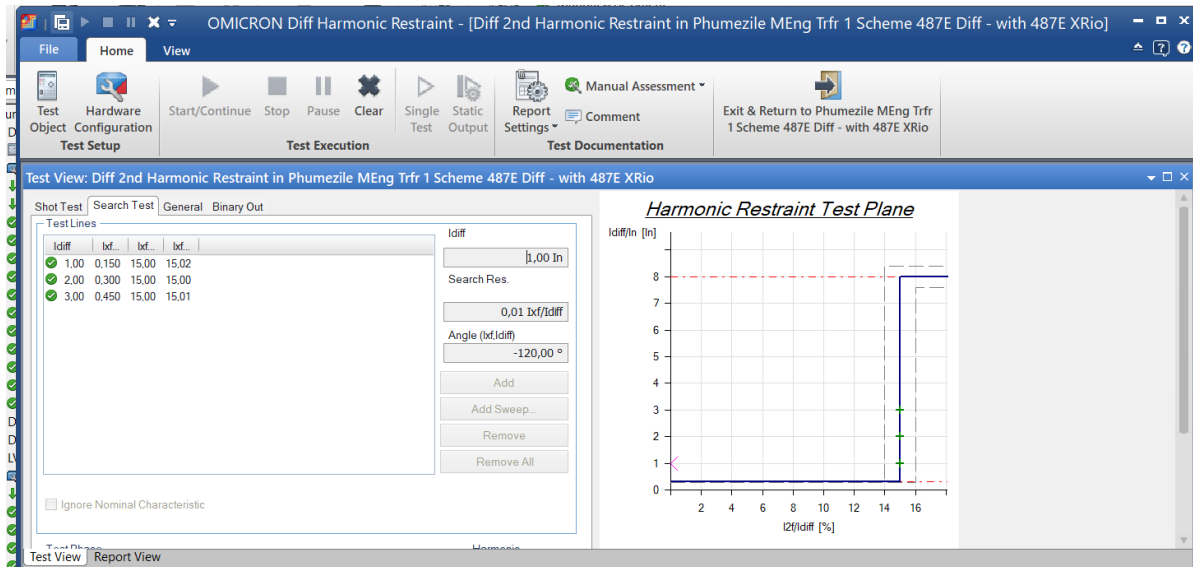 OMICRON Diff Harmonic Restraint - [Diff 2nd Harmonic Restraint in Phumezile MEng Trfr 1 Scheme 487E Diff - with 487E XRio]
File Home View
Test Object
Hardware Configuration
Test Setup
Start/Continue Stop Pause Clear Single Test Static Output
Test Execution
Report Settings
Manual Assessment
Comment
Test Documentation
Exit & Return to Phumezile MEng Trfr
1 Scheme 487E Diff - with 487E XRio
Test View: Diff 2nd Harmonic Restraint in Phumezile MEng Trfr 1 Scheme 487E Diff - with 487E XRio
Shot Test Search Test General Binary Out
Test Lines
Idiff Ixf... Ixf... Ixf...
1,00 0,150 15,00 15,02
2,00 0,300 15,00 15,00
3,00 0,450 15,00 15,01
Ignore Nominal Characteristic
Idiff
1,00 In
Search Res.
0,01 Ixf/Idiff
Angle (Ixf,Idiff)
-120,00 °
Add
Add Sweep...
Remove
Remove All
Harmonic Restraint Test Plane
Idiff/In [In]
8
7
6
5
4
3
2
1
0
2 4 6 8 10 12 14 16
I2f/Idiff [%]
Test View Report View